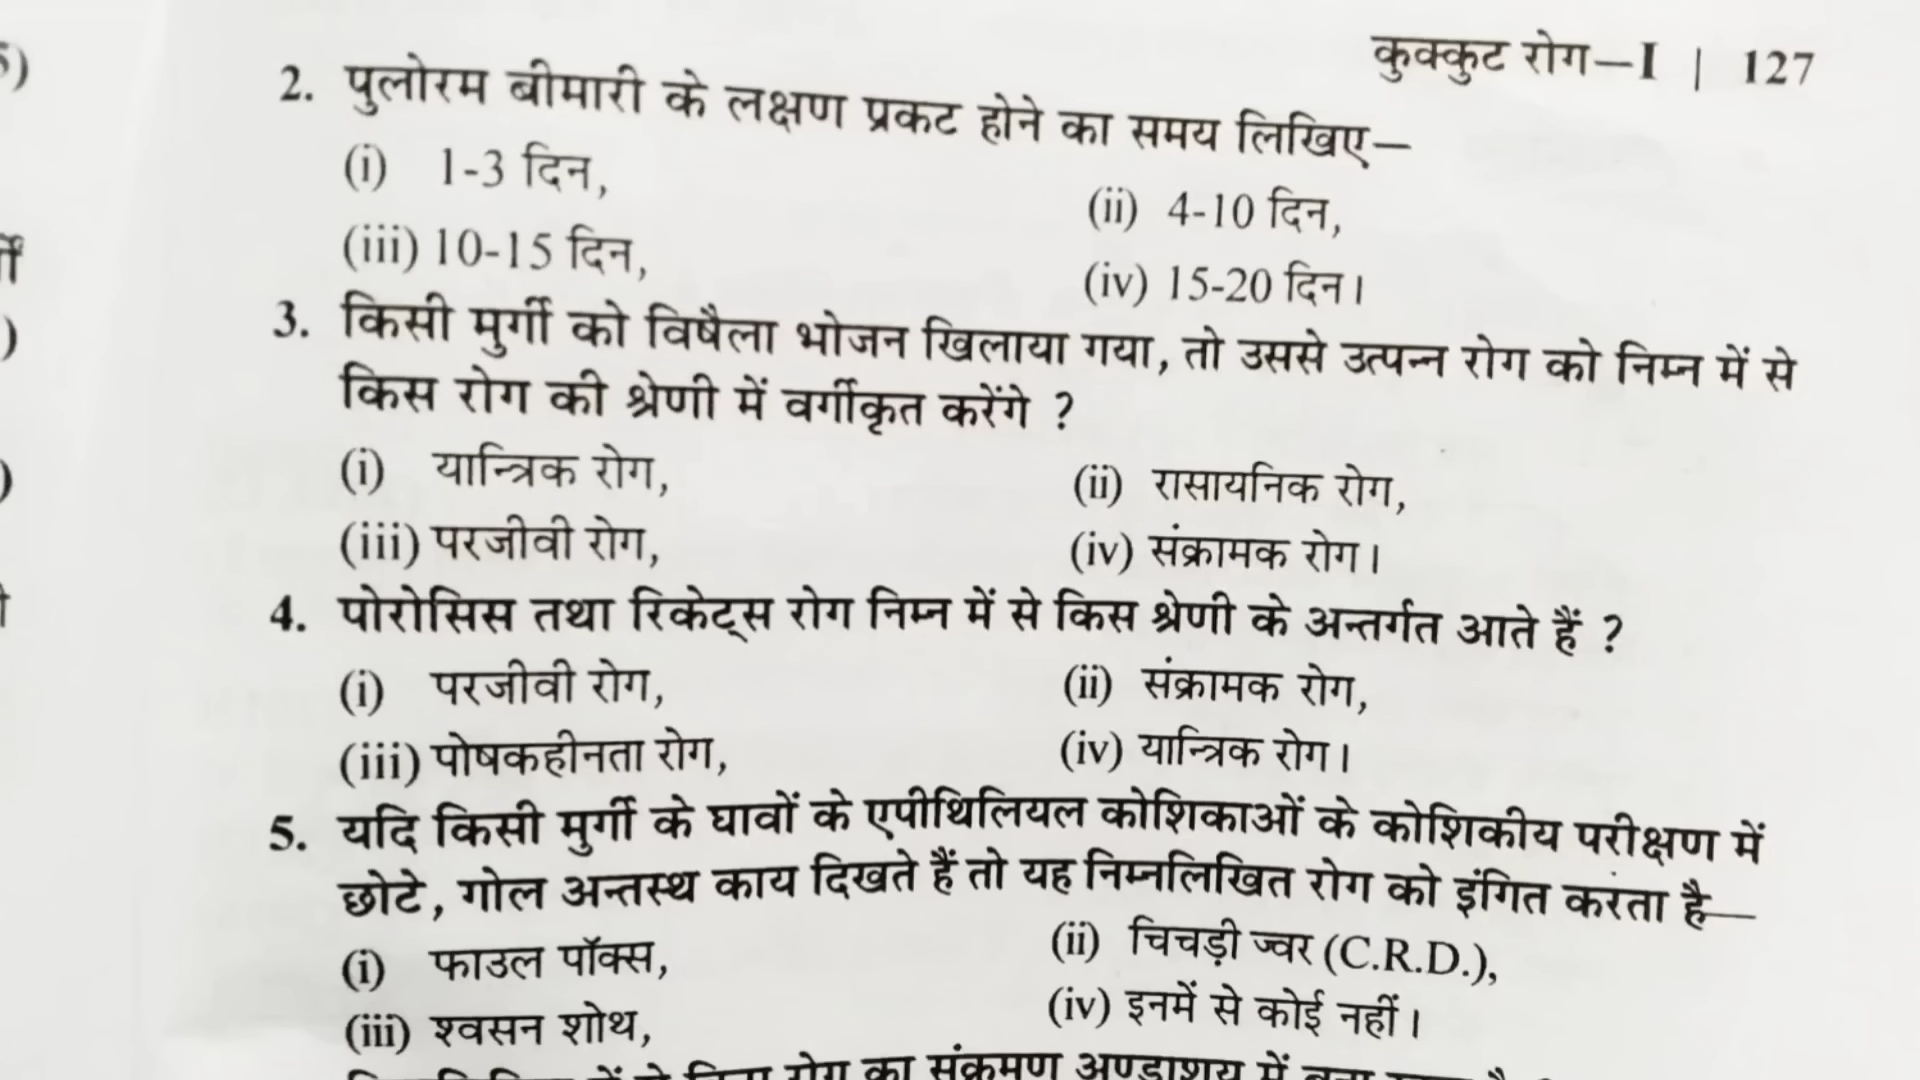 कुक्कुट रोग—I | 127
2. पुलोरम बीमारी के लक्षण प्रकट होने का समय लिखिए—
(i) 1-3 दिन,
(ii) 4-10 दिन,
(iii) 10-15 दिन,
(iv) 15-20 दिन।
3. किसी मुर्गी को विषैला भोजन खिलाया गया, तो उससे उत्पन्न रोग को निम्न में से
किस रोग की श्रेणी में वर्गीकृत करेंगे ?
(i) यान्त्रिक रोग,
(ii) रासायनिक रोग,
(iii) परजीवी रोग,
(iv) संक्रामक रोग।
4. पोरोसिस तथा रिकेट्स रोग निम्न में से किस श्रेणी के अन्तर्गत आते हैं ?
(i) परजीवी रोग,
(ii) संक्रामक रोग,
(iii) पोषकहीनता रोग,
(iv) यान्त्रिक रोग।
5. यदि किसी मुर्गी के घावों के एपीथिलियल कोशिकाओं के कोशिकीय परीक्षण में
छोटे, गोल अन्तस्थ काय दिखते हैं तो यह निम्नलिखित रोग को इंगित करता है—
(i) फाउल पॉक्स,
(ii) चिचड़ी ज्वर (C.R.D.),
(iii) श्वसन शोथ,
(iv) इनमें से कोई नहीं।
रोग का संक्रमण अण्डाशय में